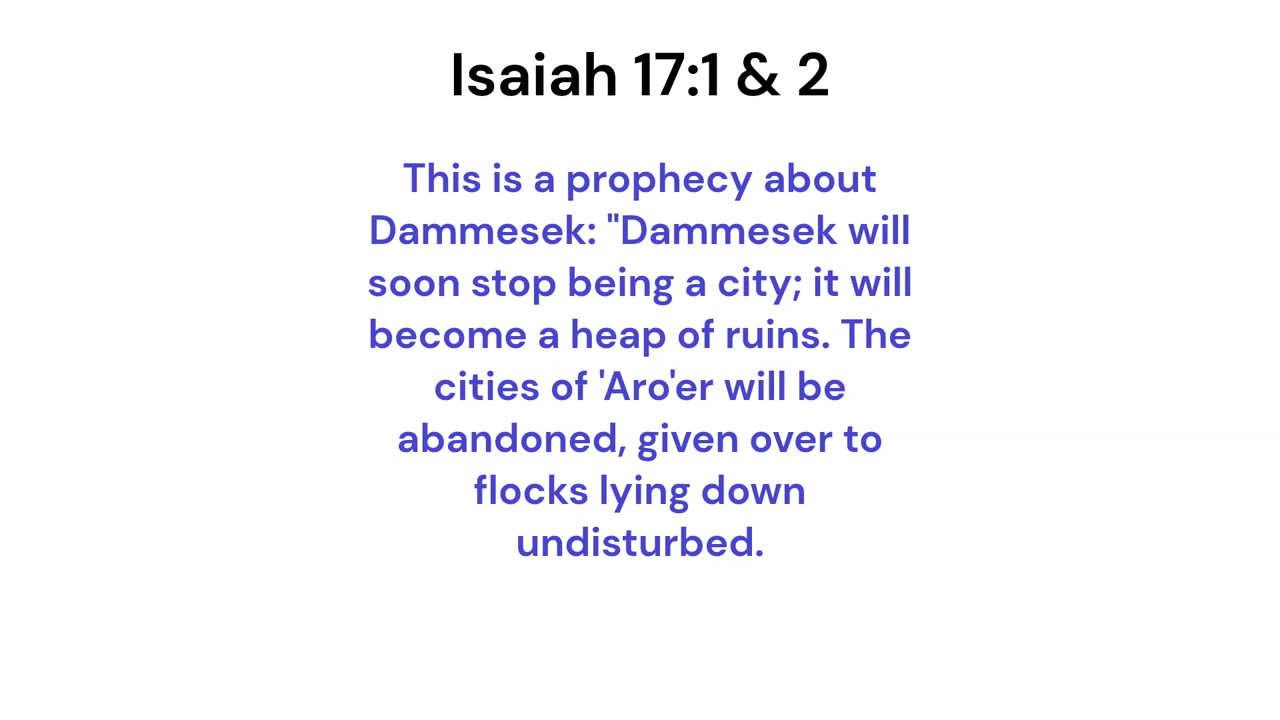 Isaiah 17:1 & 2
This is a prophecy about
Dammesek: "Dammesek will
soon stop being a city; it will
become a heap of ruins. The
cities of 'Aro'er will be
abandoned, given over to
flocks lying down
undisturbed.